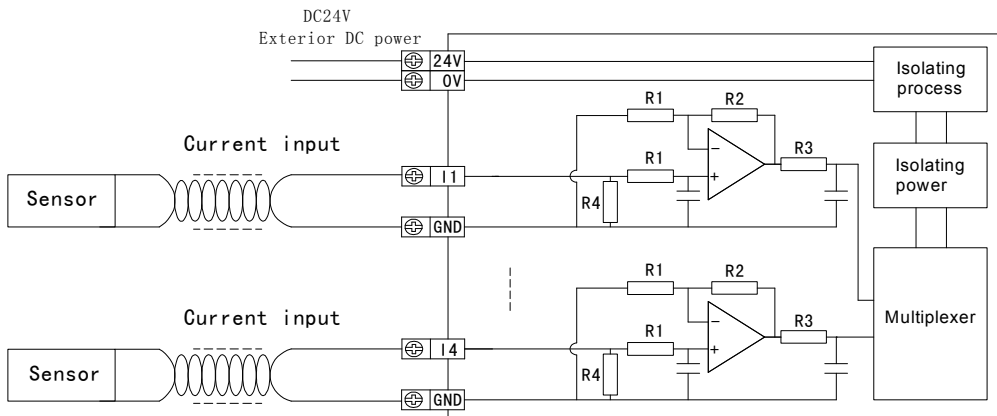 DC24V
Exterior DC power
24V
0V
Isolating
process
R1
R2
Current input
R1
R3
Isolating
power
Sensor
I1
R4
GND
R1
R2
Current input
R1
R3
Multiplexer
Sensor
I4
R4
GND